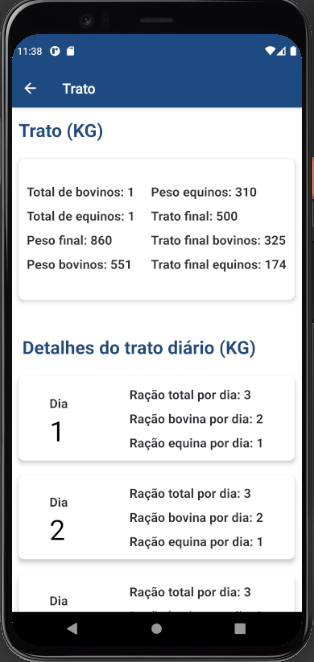 11:38
Trato
Trato (KG)
Total de bovinos: 1 Peso equinos: 310
Total de equinos: 1 Trato final: 500
Peso final: 860 Trato final bovinos: 325
Peso bovinos: 551 Trato final equinos: 174
Detalhes do trato diário (KG)
Ração total por dia: 3
Dia
Ração bovina por dia: 2
1
Ração equina por dia: 1
Ração total por dia: 3
Dia
Ração bovina por dia: 2
2
Ração equina por dia: 1
Ração total por dia: 3
Dia